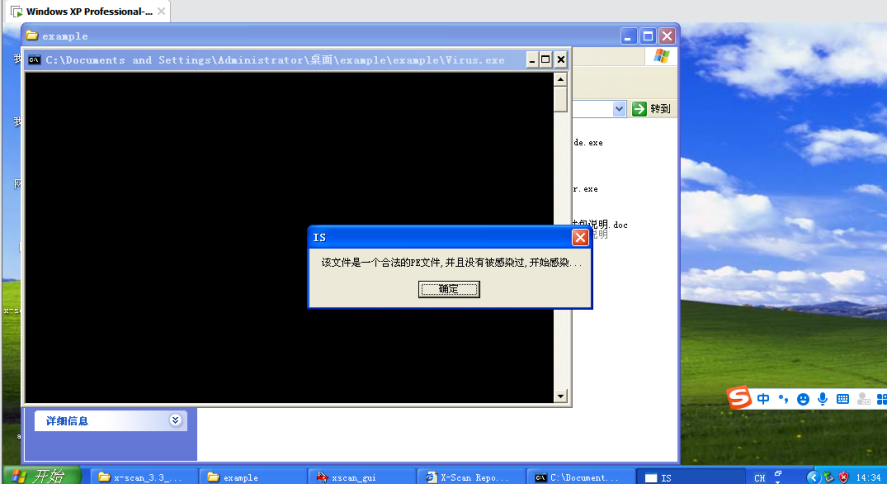 Windows XP Professional-...
example
C:\Documents and Settings\Administrator\桌面\example\example\Virus.exe
转到
de.exe
r.exe
说明.doc
说明
IS
该文件是一个合法的PE文件,并且没有被感染过,开始感染...
确定
详细信息
中
开始
x-scan_3.3_...
example
xscan_gui
X-Scan Repo...
C:\Document...
IS
CH
14:34